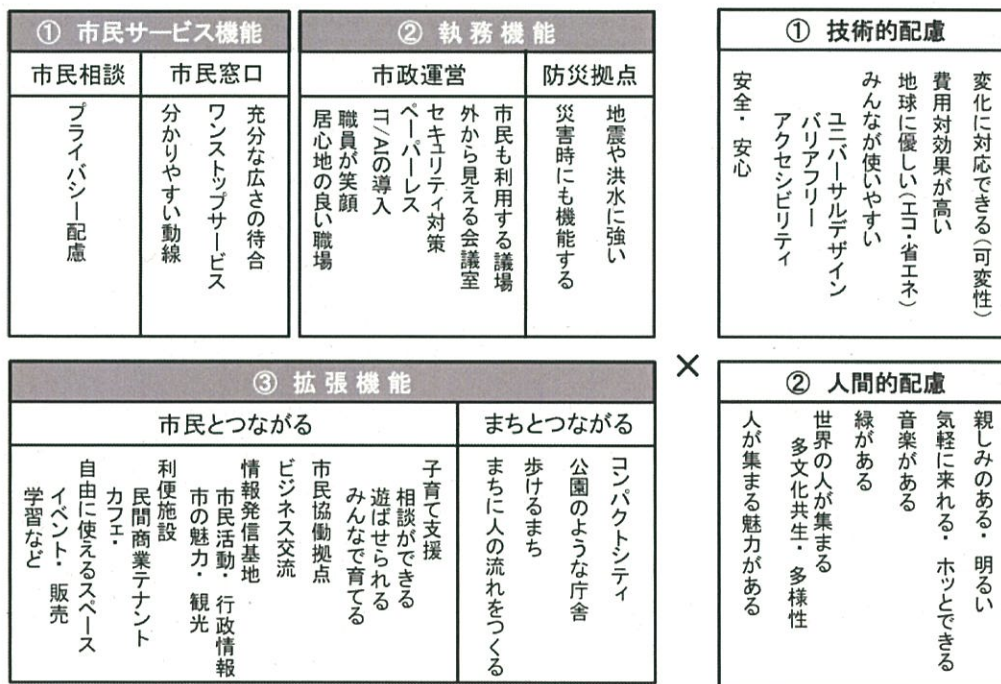 ① 市民サービス機能
市民相談
プライバシー配慮
市民窓口
充分な広さの待合
ワンストップサービス
分かりやすい動線
② 執務機能
市政運営
市民も利用する議場
外から見える会議室
セキュリティ対策
ペーパーレス
IT/AIの導入
職員が笑顔
居心地の良い職場
防災拠点
地震や洪水に強い
災害時にも機能する
③ 拡張機能
市民とつながる
子育て支援
相談ができる
遊ばせられる
みんなで育てる
市民協働拠点
ビジネス交流
情報発信基地
市民活動・行政情報
市の魅力・観光
利便施設
民間商業テナント
カフェ・
自由に使えるスペース
イベント・販売
学習など
まちとつながる
コンパクトシティ
公園のような庁舎
歩けるまち
まちに人の流れをつくる
×
① 技術的配慮
変化に対応できる(可変性)
費用対効果が高い
地球に優しい(エコ・省エネ)
みんなが使いやすい
ユニバーサルデザイン
バリアフリー
アクセシビリティ
安全・安心
② 人間的配慮
親しみのある・明るい
気軽に来れる・ホッとできる
音楽がある
緑がある
世界の人が集まる
多文化共生・多様性
人が集まる魅力がある